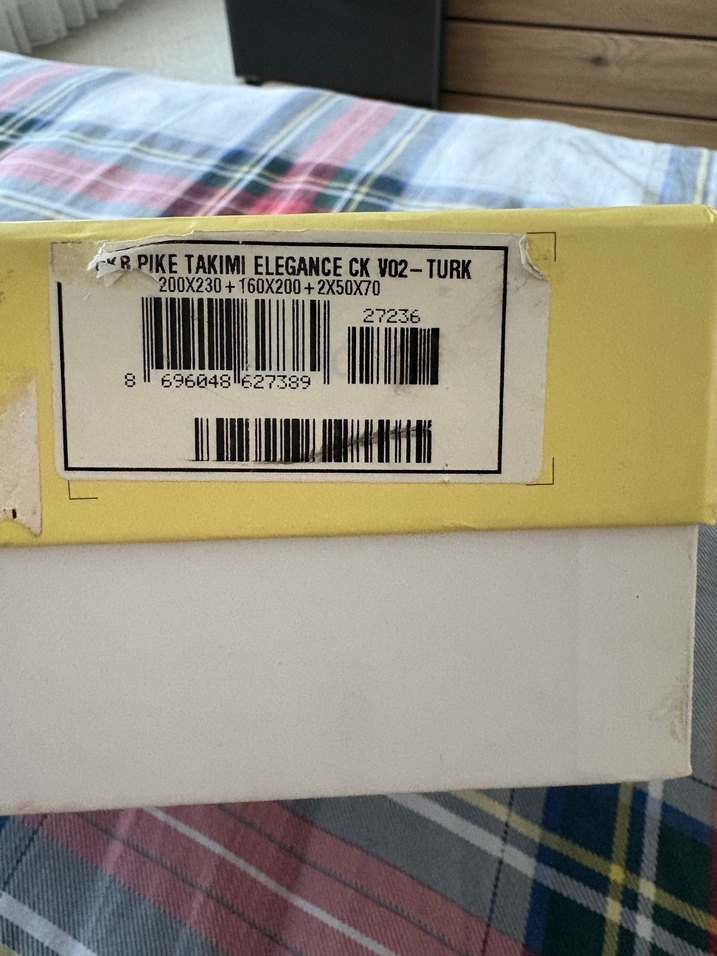 PIKE TAKIMI ELEGANCE CK V02-TURK
200X230+160X200+2X50X70
27236
8 696048 627389